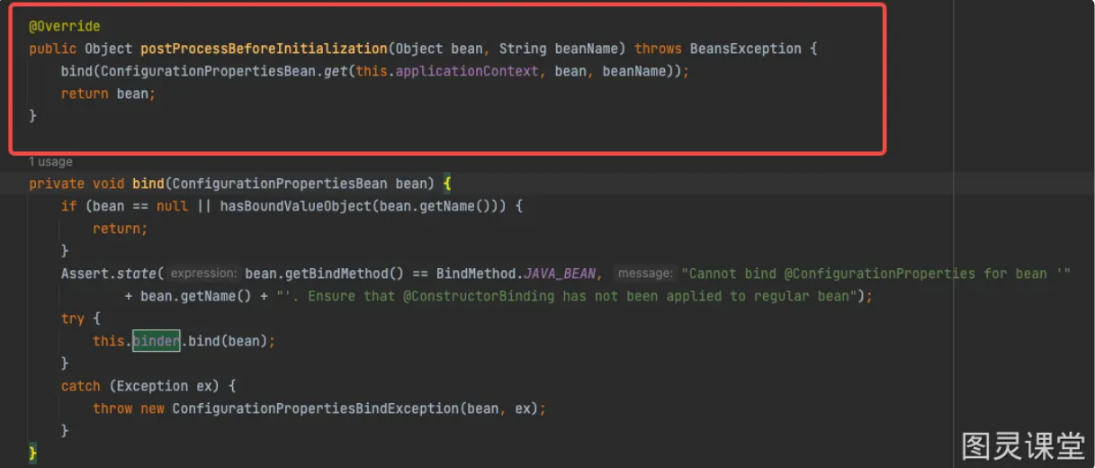 @Override
public Object postProcessBeforeInitialization(Object bean, String beanName) throws BeansException {
    bind(ConfigurationPropertiesBean.get(this.applicationContext, bean, beanName));
    return bean;
}
1 usage
private void bind(ConfigurationPropertiesBean bean) {
    if (bean == null || hasBoundValueObject(bean.getName())) {
        return;
    }
    Assert.state( expression: bean.getBindMethod() == BindMethod.JAVA_BEAN, message: "Cannot bind @ConfigurationProperties for bean '"
            + bean.getName() + "'. Ensure that @ConstructorBinding has not been applied to regular bean");
    try {
        this.binder.bind(bean);
    }
    catch (Exception ex) {
        throw new ConfigurationPropertiesBindException(bean, ex);
    }
}
图灵课堂